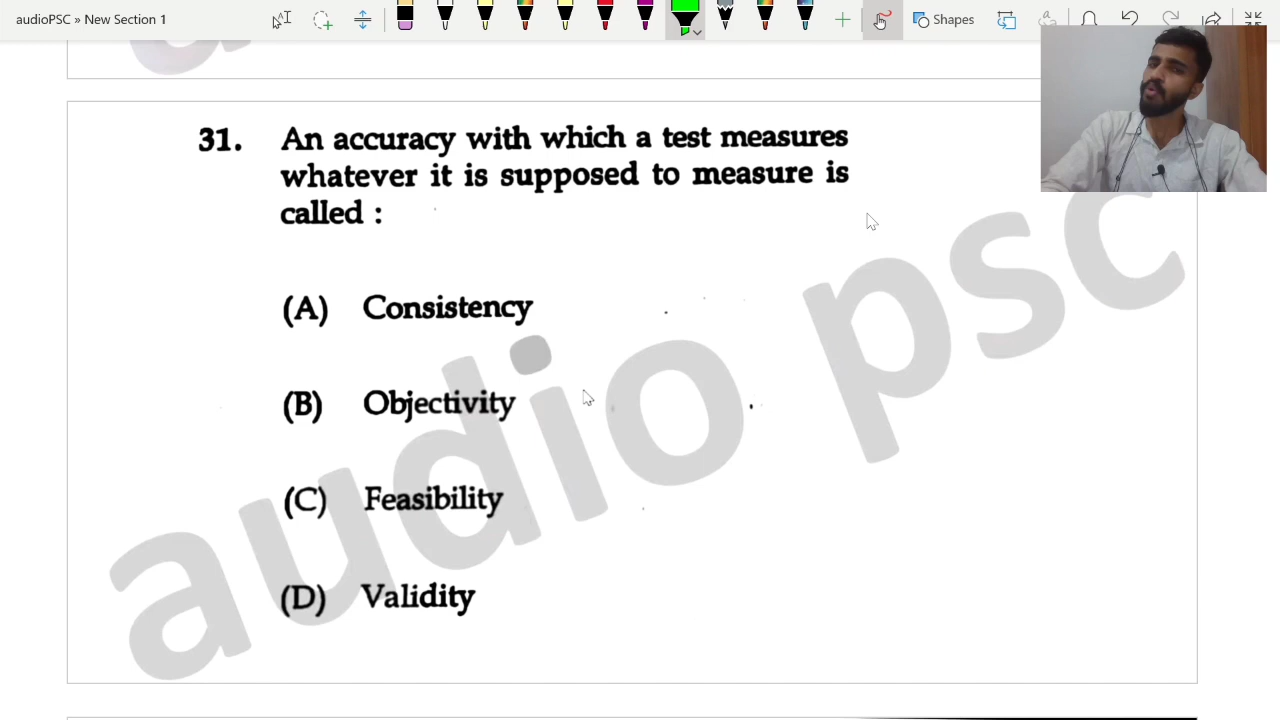 audioPSC » New Section 1
Shapes
31. An accuracy with which a test measures
whatever it is supposed to measure is
called :
(A) Consistency
(B) Objectivity
(C) Feasibility
(D) Validity
audio psc